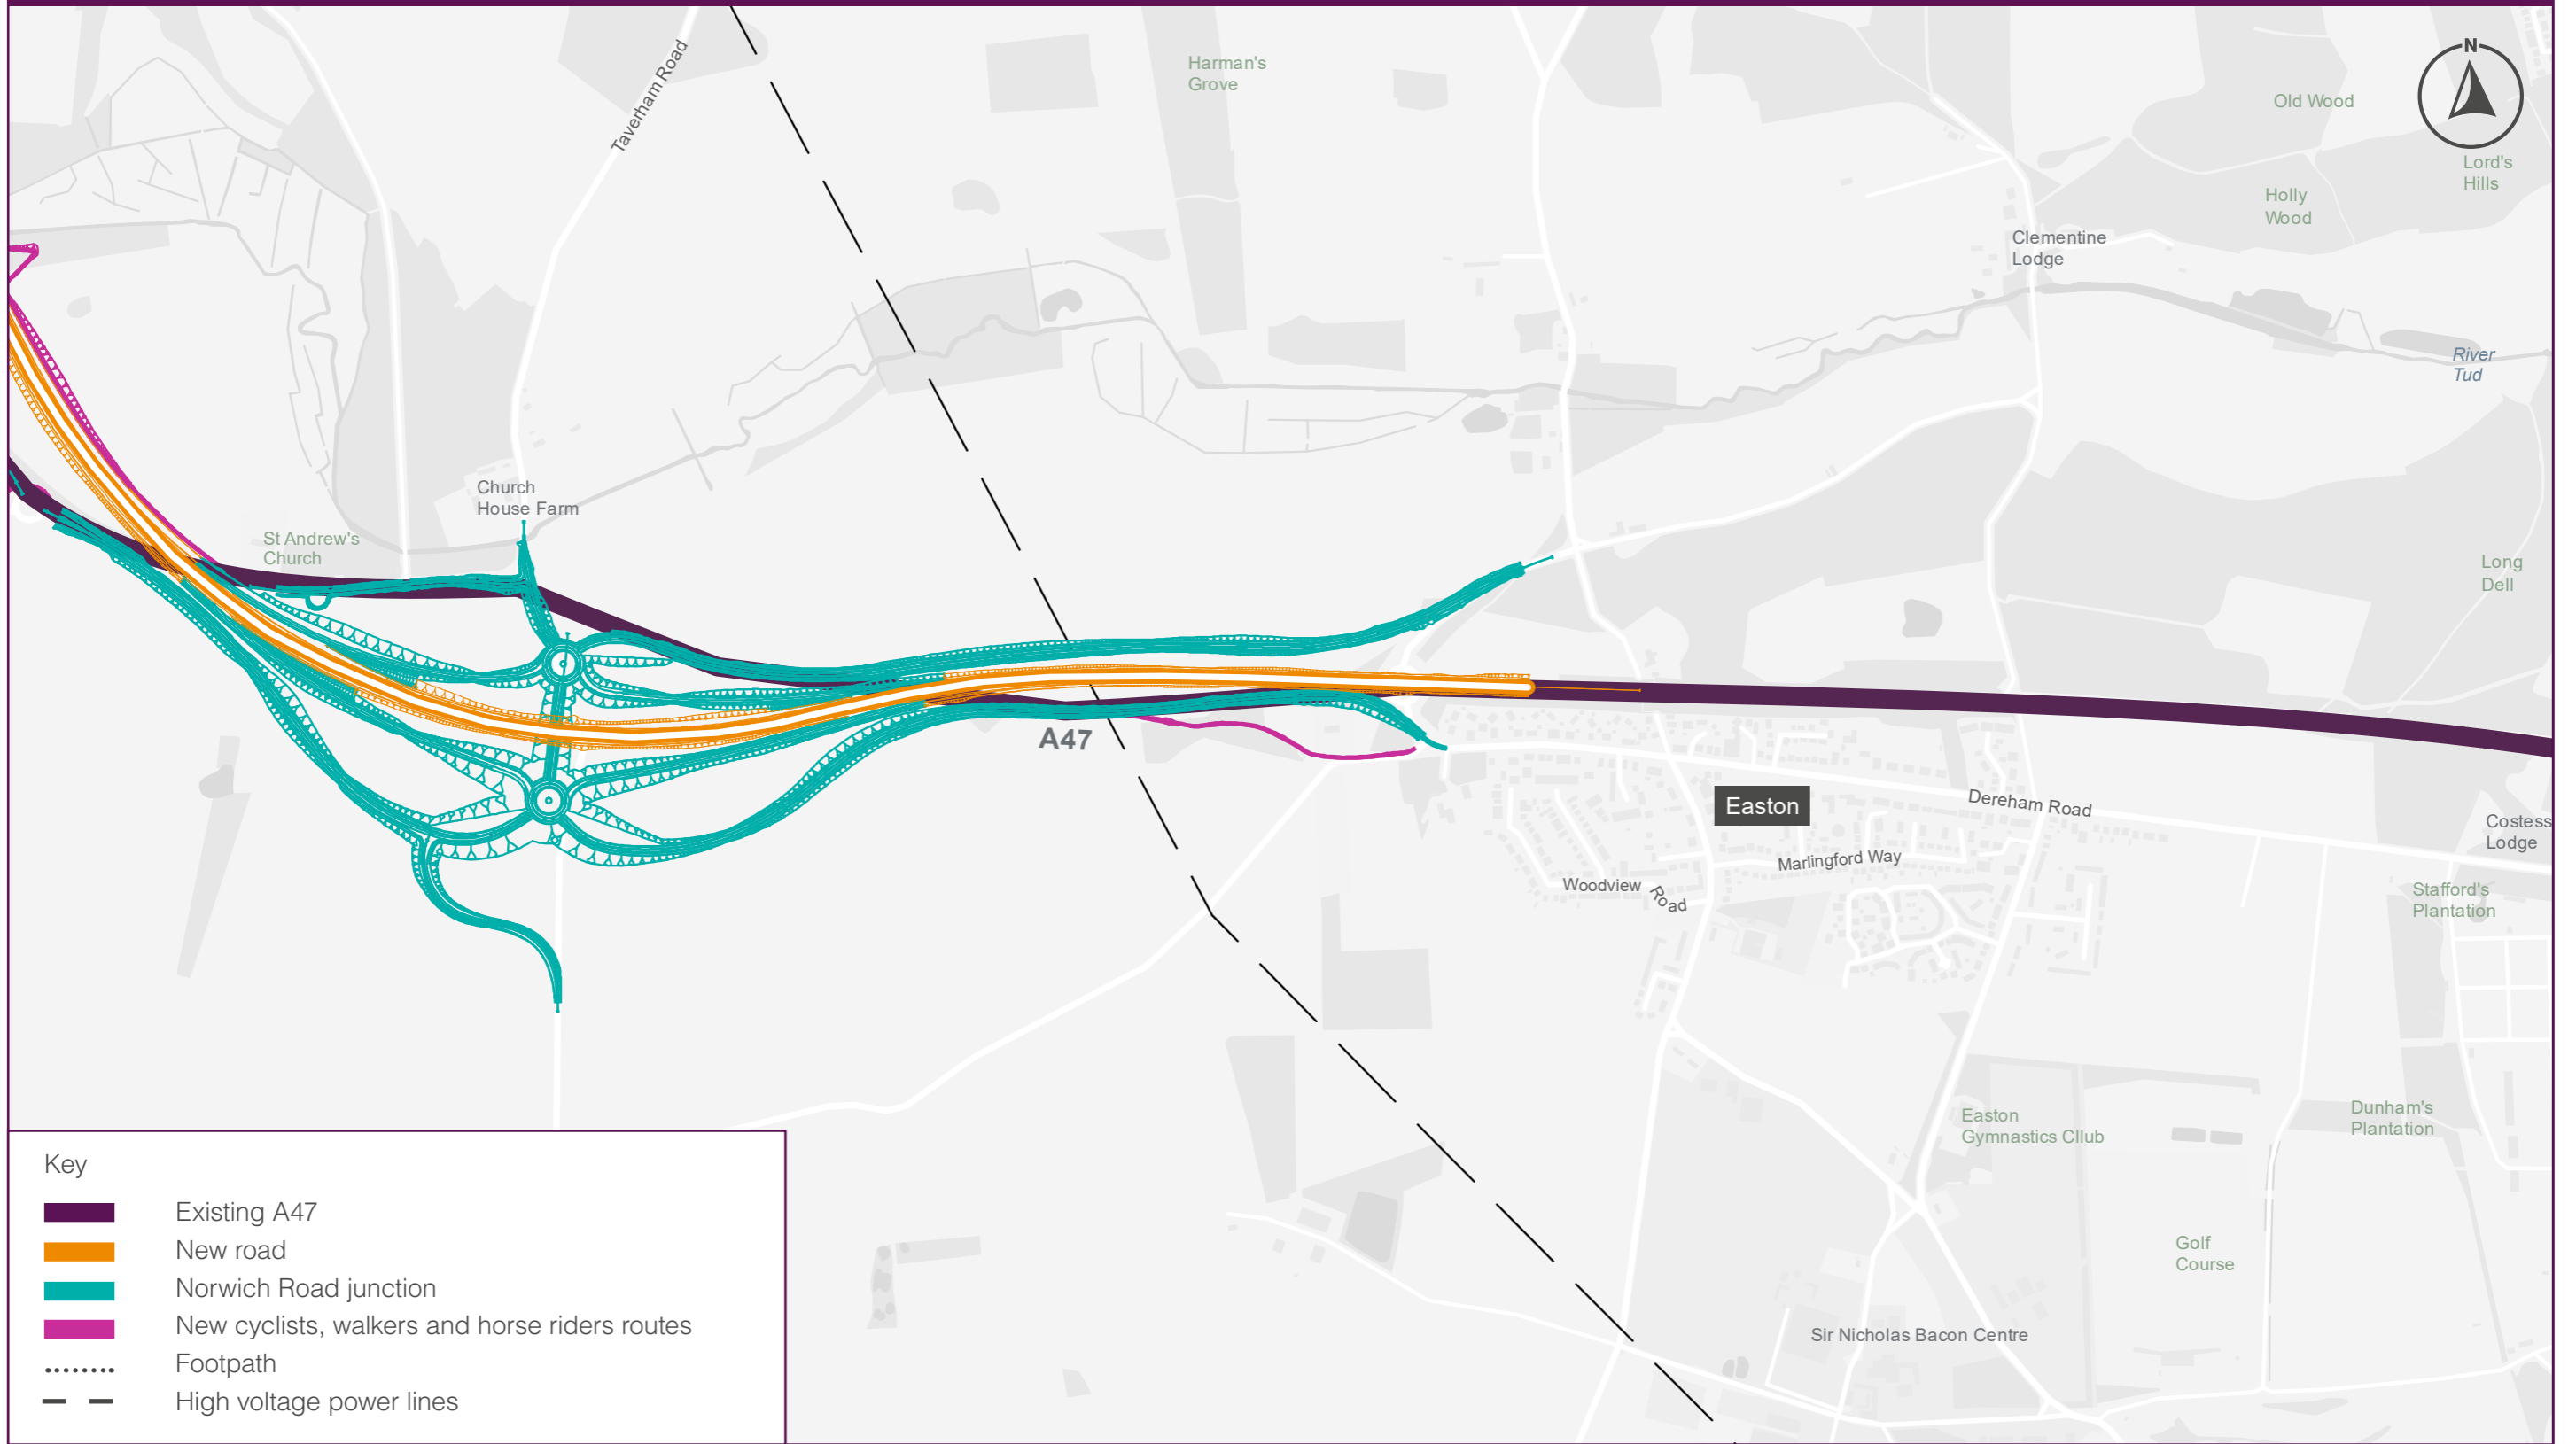 N
Harman's
Grove
Old Wood
Taverham Road
Lord's
Hills
Holly
Wood
Clementine
Lodge
River
Tud
Church
House Farm
St Andrew's
Church
Long
Dell
A47
Easton
Dereham Road
Costess
Lodge
Marlingford Way
Woodview Road
Stafford's
Plantation
Easton
Gymnastics Cllub
Dunham's
Plantation
Golf
Course
Sir Nicholas Bacon Centre
Key
Existing A47
New road
Norwich Road junction
New cyclists, walkers and horse riders routes
Footpath
High voltage power lines